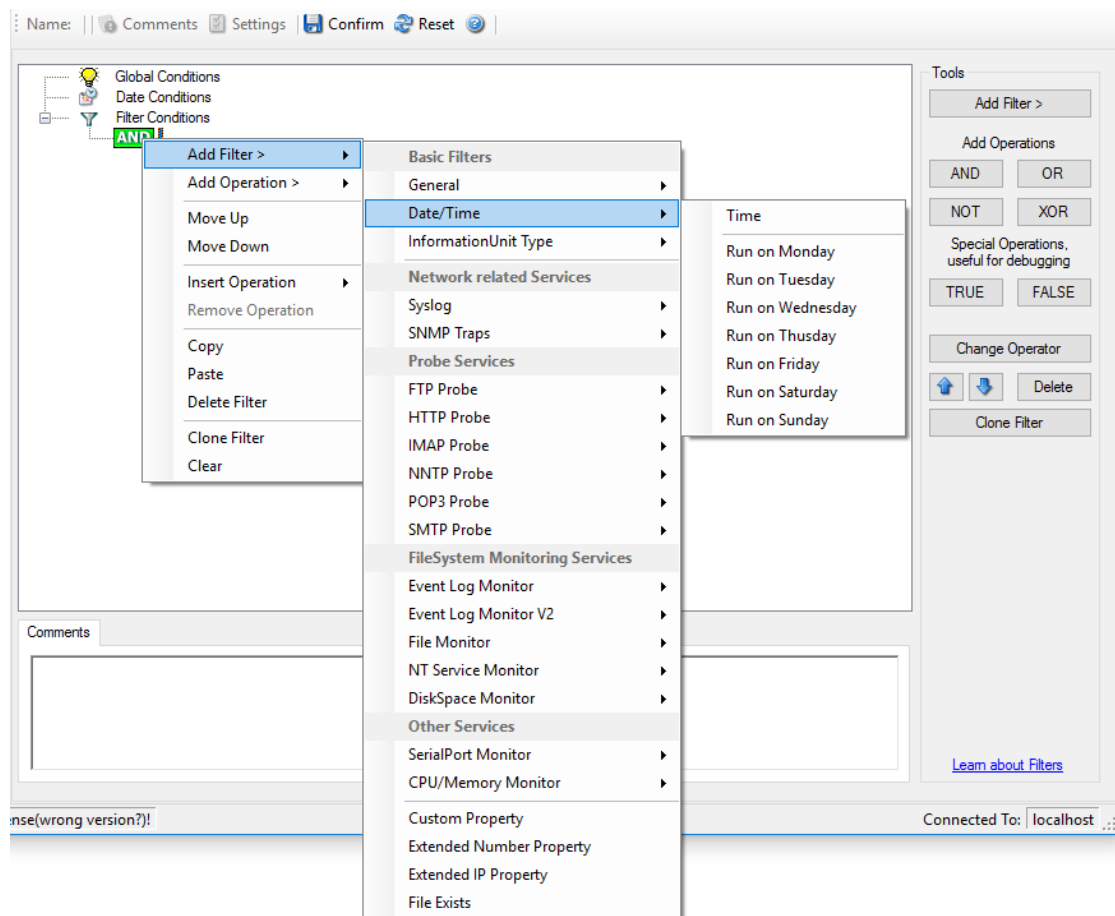 Name: Comments Settings Confirm Reset
Global Conditions
Date Conditions
Filter Conditions
AND
Add Filter >
Add Operation >
Move Up
Move Down
Insert Operation
Remove Operation
Copy
Paste
Delete Filter
Clone Filter
Clear
Basic Filters
General
Date/Time
InformationUnit Type
Network related Services
Syslog
SNMP Traps
Probe Services
FTP Probe
HTTP Probe
IMAP Probe
NNTP Probe
POP3 Probe
SMTP Probe
FileSystem Monitoring Services
Event Log Monitor
Event Log Monitor V2
File Monitor
NT Service Monitor
DiskSpace Monitor
Other Services
SerialPort Monitor
CPU/Memory Monitor
Custom Property
Extended Number Property
Extended IP Property
File Exists
Time
Run on Monday
Run on Tuesday
Run on Wednesday
Run on Thusday
Run on Friday
Run on Saturday
Run on Sunday
Tools
Add Filter >
Add Operations
AND OR
NOT XOR
Special Operations,
useful for debugging
TRUE FALSE
Change Operator
Delete
Clone Filter
Learn about Filters
Comments
ense(wrong version?)!
Connected To: localhost